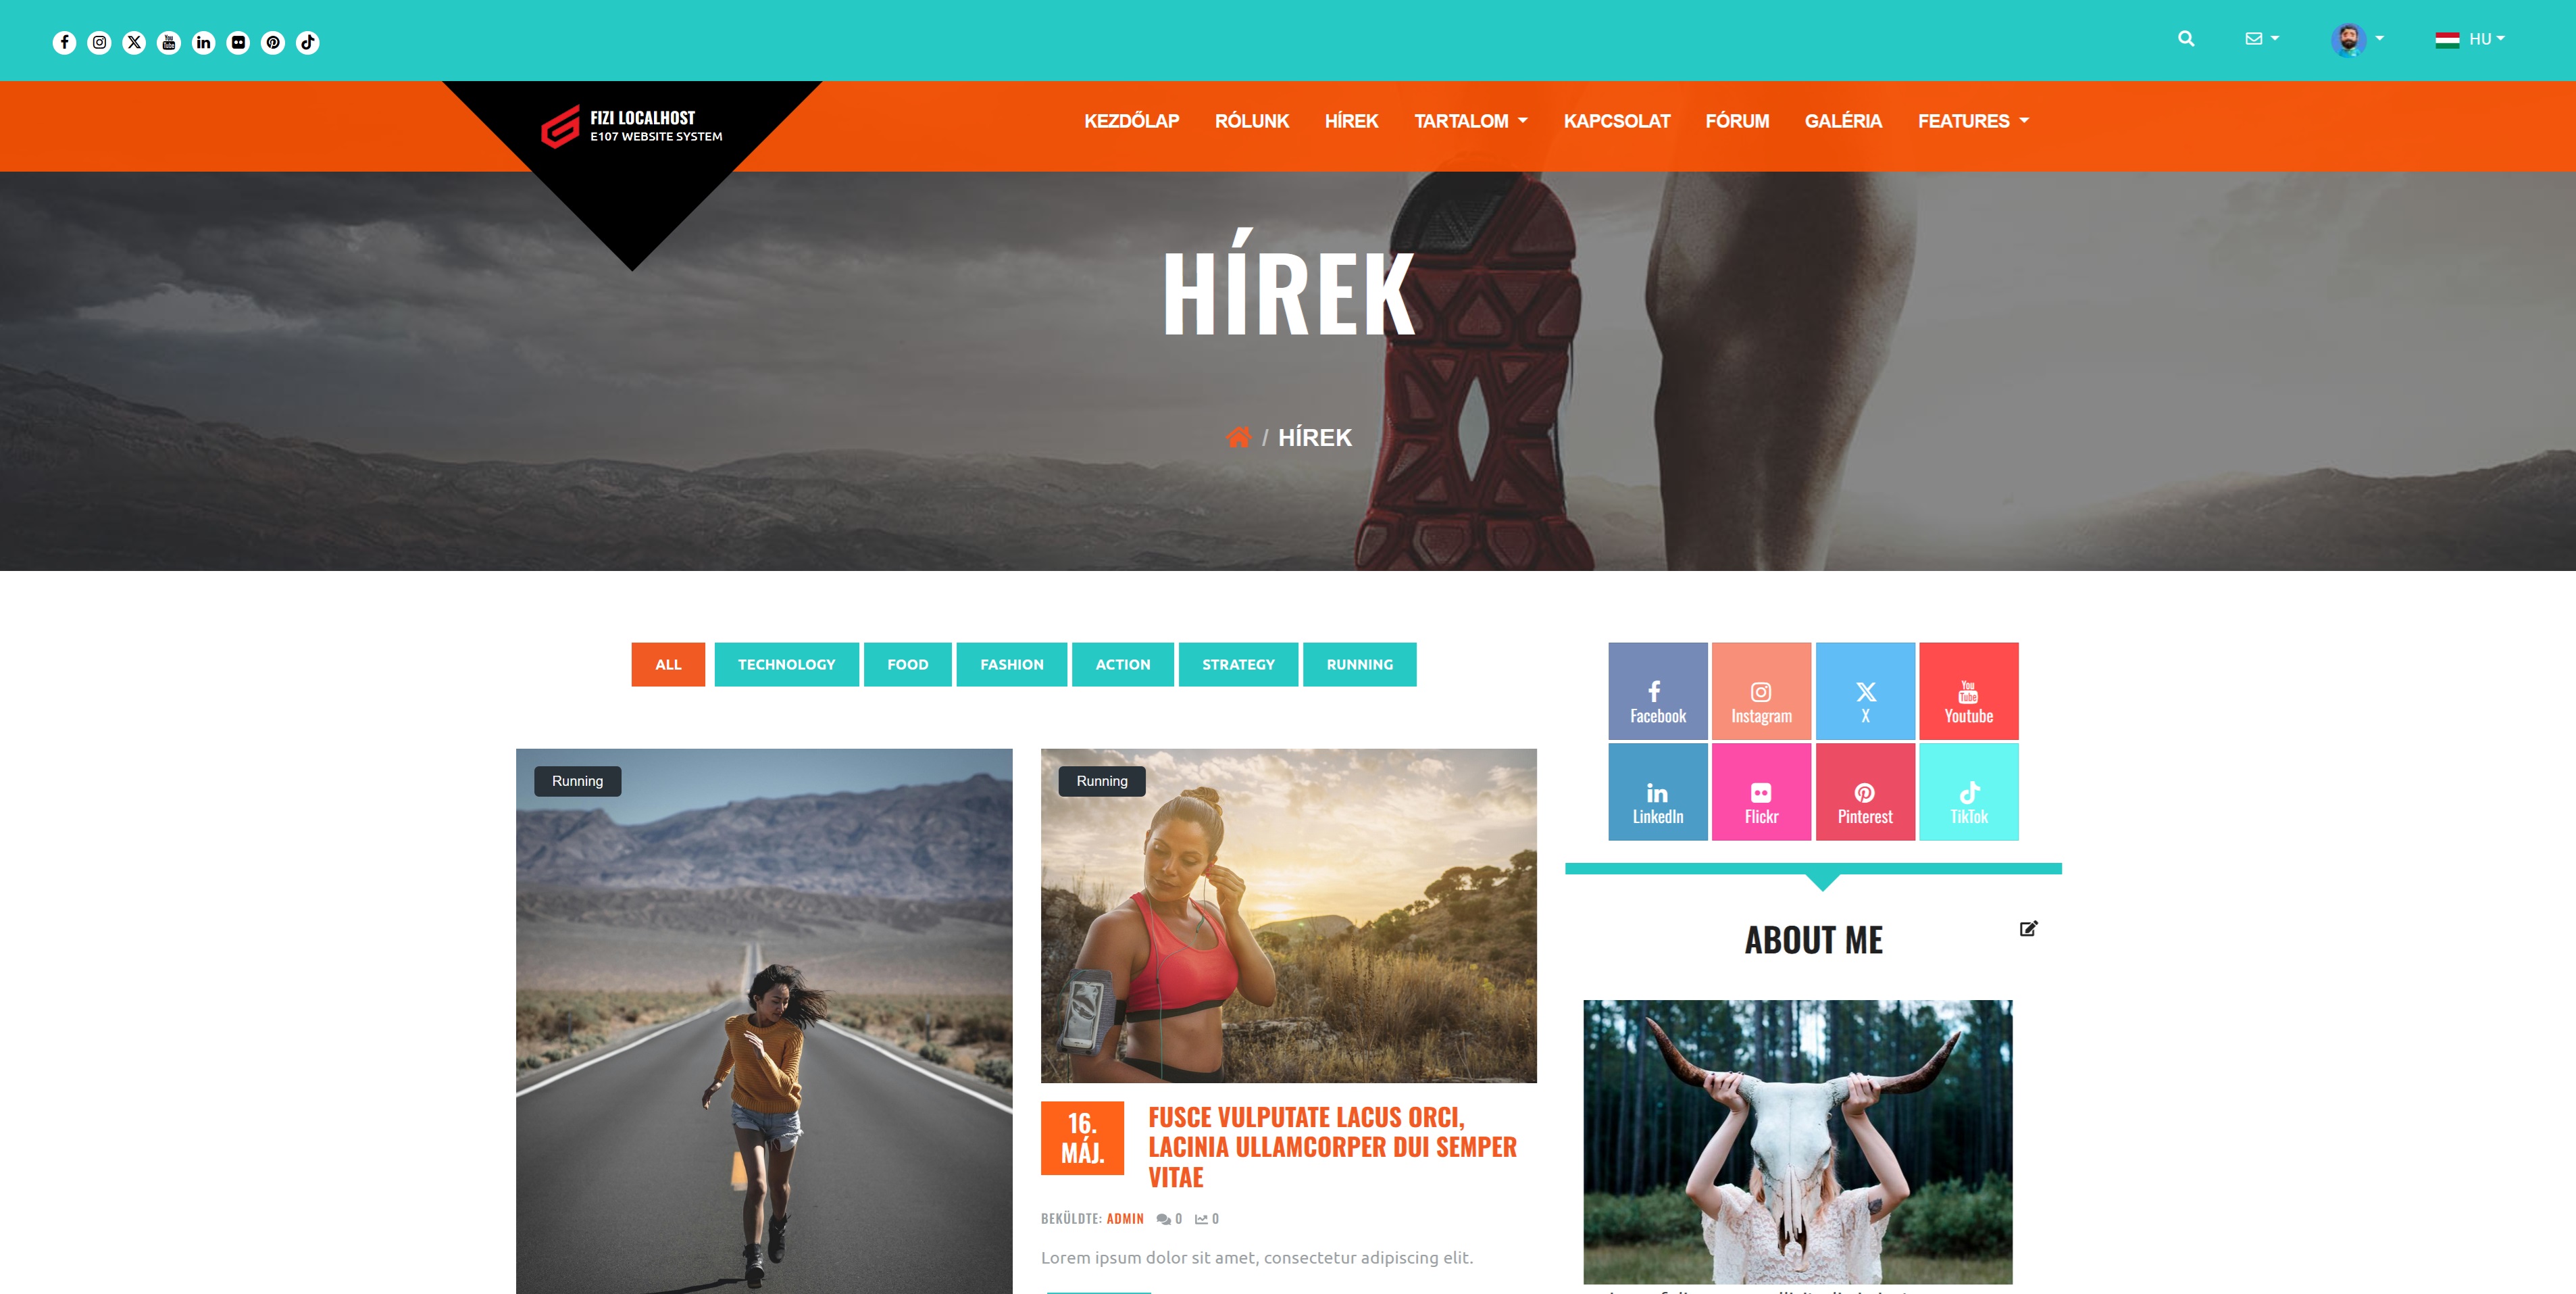 HU
FIZI LOCALHOST
E107 WEBSITE SYSTEM
KEZDŐLAP RÓLUNK HÍREK TARTALOM KAPCSOLAT FÓRUM GALÉRIA FEATURES
HÍREK
/ HÍREK
ALL TECHNOLOGY FOOD FASHION ACTION STRATEGY RUNNING
Facebook Instagram X Youtube
LinkedIn Flickr Pinterest TikTok
Running
Running
16.
MÁJ.
FUSCE VULPUTATE LACUS ORCI,
LACINIA ULLAMCORPER DUI SEMPER
VITAE
BEKÜLDTE: ADMIN 0 0
Lorem ipsum dolor sit amet, consectetur adipiscing elit.
ABOUT ME